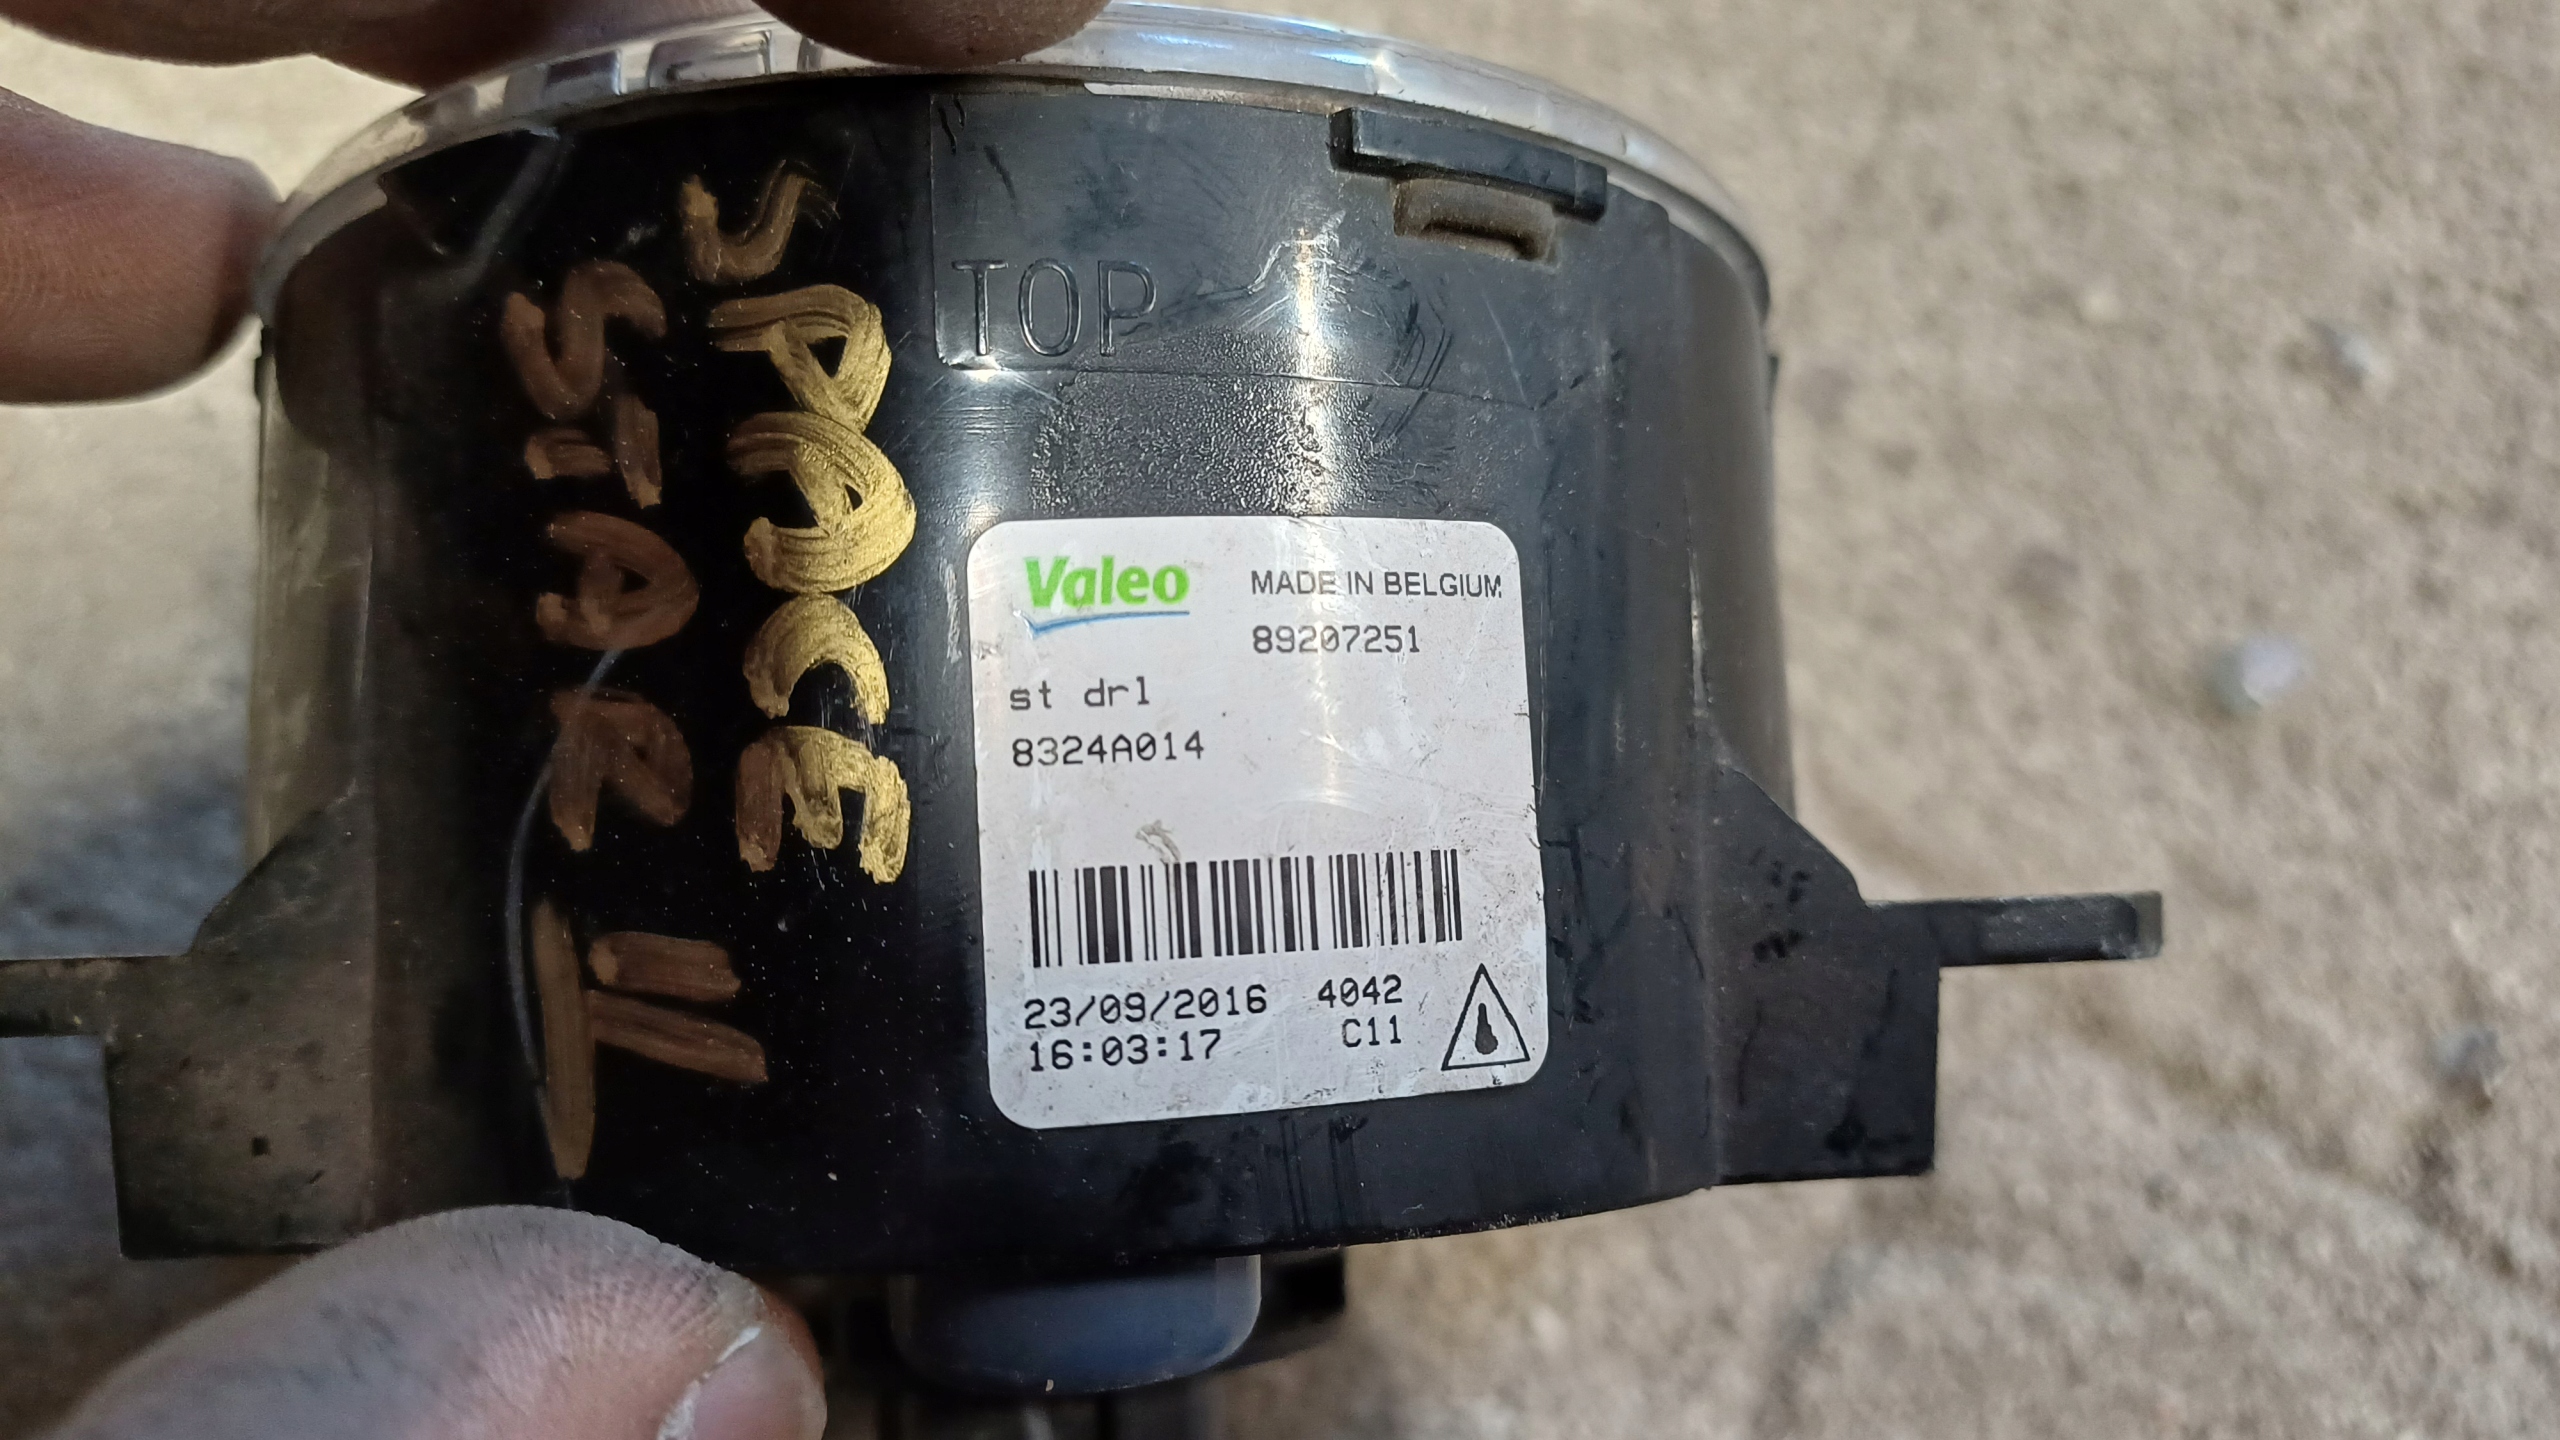 TOP
SPACE
STAR
Valeo
MADE IN BELGIUM
89207251
st drl
8324A014
23/09/2016 4042
16:03:17 C11